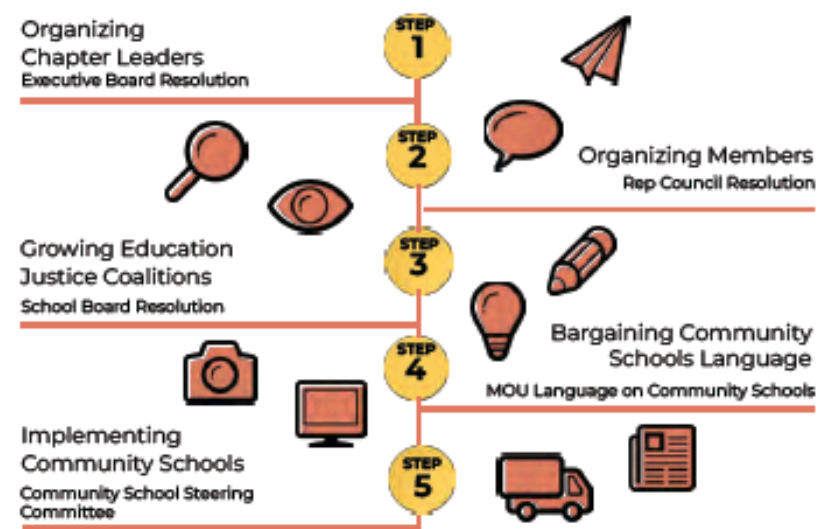 Organizing
Chapter Leaders
Executive Board Resolution
STEP
1
STEP
2
Organizing Members
Rep Council Resolution
Growing Education
Justice Coalitions
School Board Resolution
STEP
3
Bargaining Community
Schools Language
MOU Language on Community Schools
STEP
4
Implementing
Community Schools
Community School Steering
Committee
STEP
5